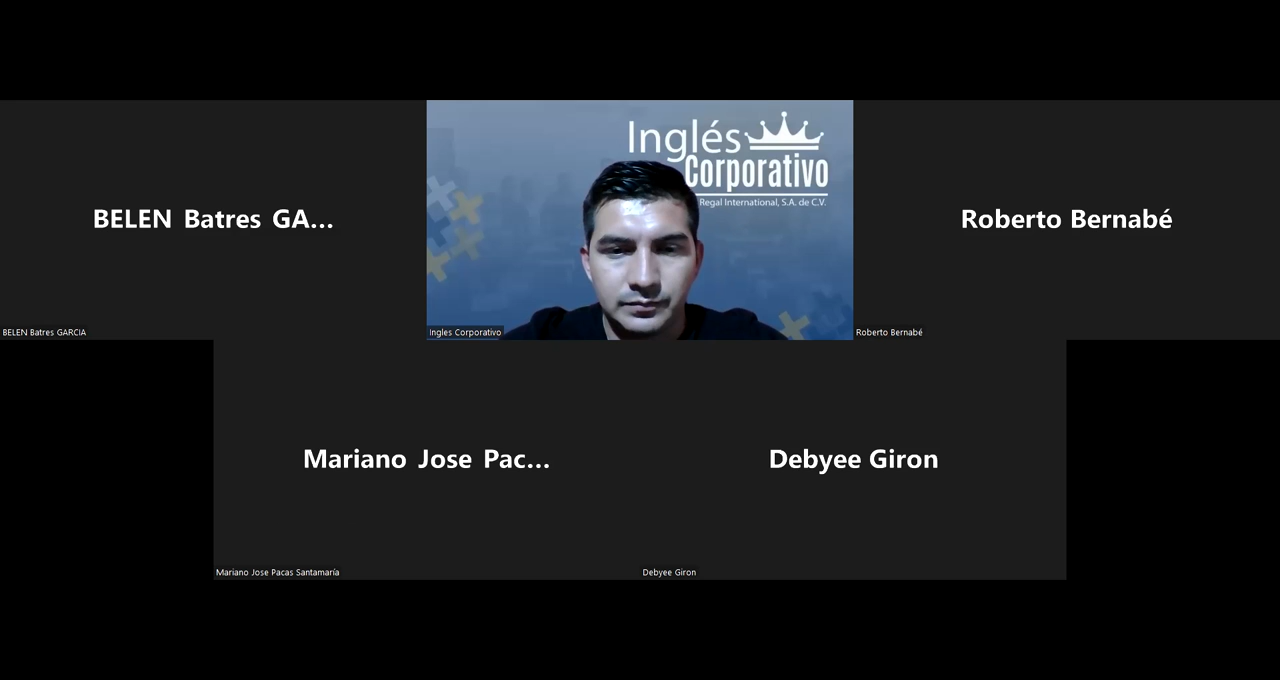 BELEN Batres GA...
BELEN Batres GARCIA
Inglés
Corporativo
Regal International, S.A. de C.V.
Ingles Corporativo
Roberto Bernabé
Roberto Bernabé
Mariano Jose Pac...
Mariano Jose Pacas Santamaría
Debyee Giron
Debyee Giron